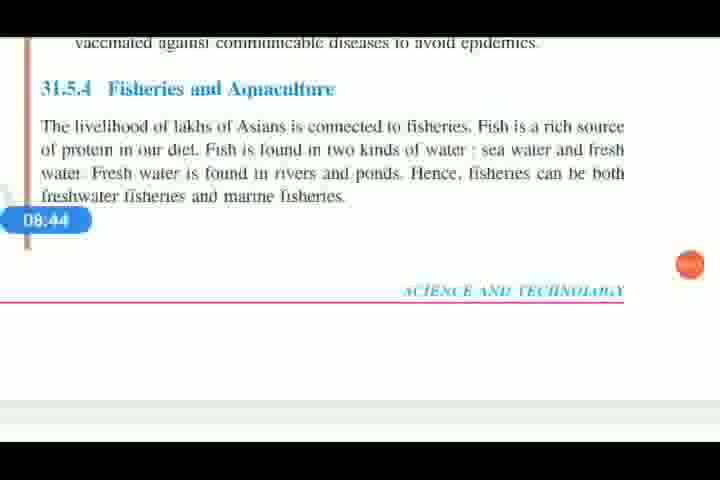 vaccinated against communicable diseases to avoid epidemics.
31.5.4 Fisheries and Aquaculture
The livelihood of lakhs of Asians is connected to fisheries. Fish is a rich source
of protein in our diet. Fish is found in two kinds of water ; sea water and fresh
water. Fresh water is found in rivers and ponds. Hence, fisheries can be both
freshwater fisheries and marine fisheries.
08:44
SCIENCE AND TECHNOLOGY